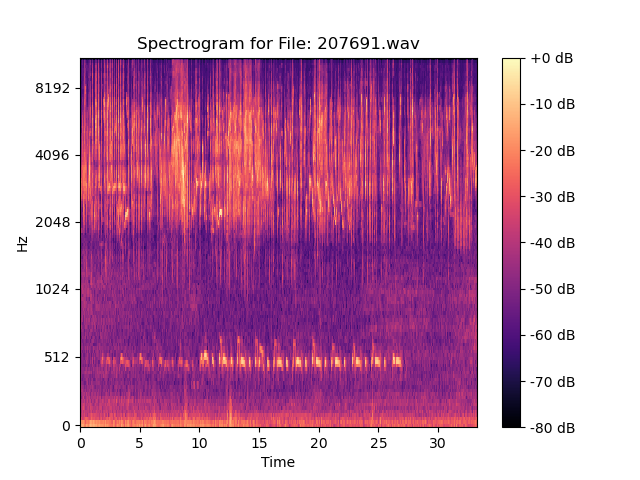 Spectrogram for File: 207691.wav
8192
4096
2048
1024
512
0
Hz
0 5 10 15 20 25 30
Time
+0 dB
-10 dB
-20 dB
-30 dB
-40 dB
-50 dB
-60 dB
-70 dB
-80 dB